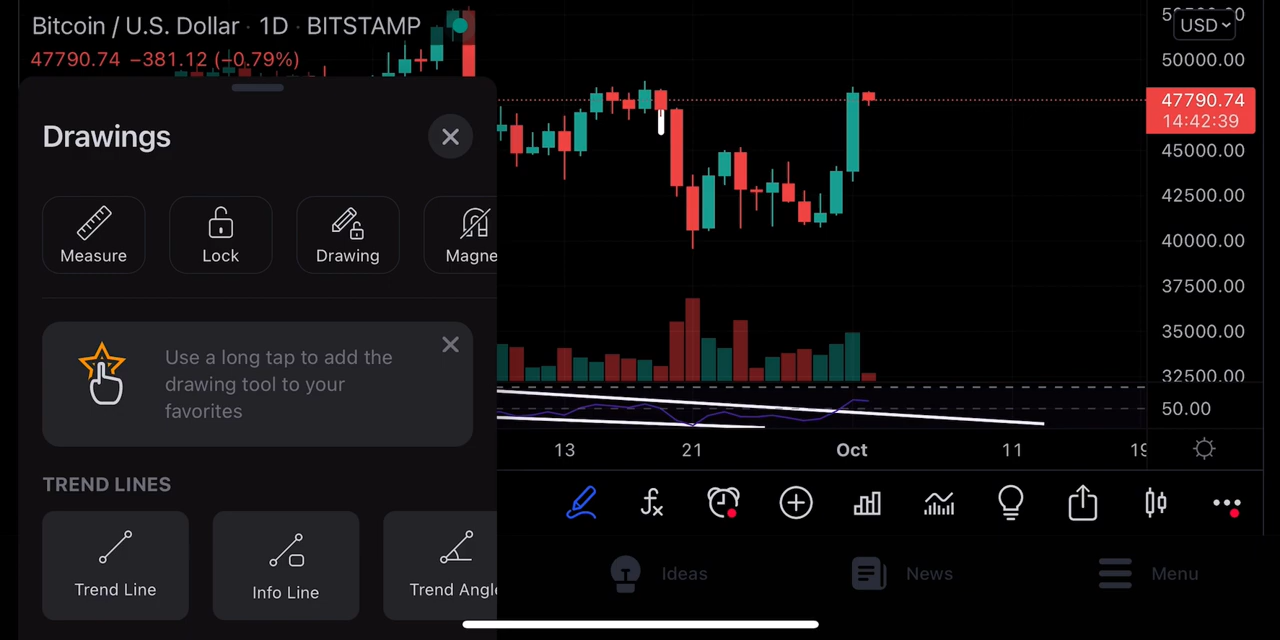 Bitcoin / U.S. Dollar · 1D · BITSTAMP
47790.74 −381.12 (−0.79%)
Drawings
Measure
Lock
Drawing
Magne
Use a long tap to add the
drawing tool to your
favorites
TREND LINES
Trend Line
Info Line
Trend Angle
USD
50000.00
47790.74
14:42:39
45000.00
42500.00
40000.00
37500.00
35000.00
32500.00
50.00
13
21
Oct
11
19
Ideas
News
Menu